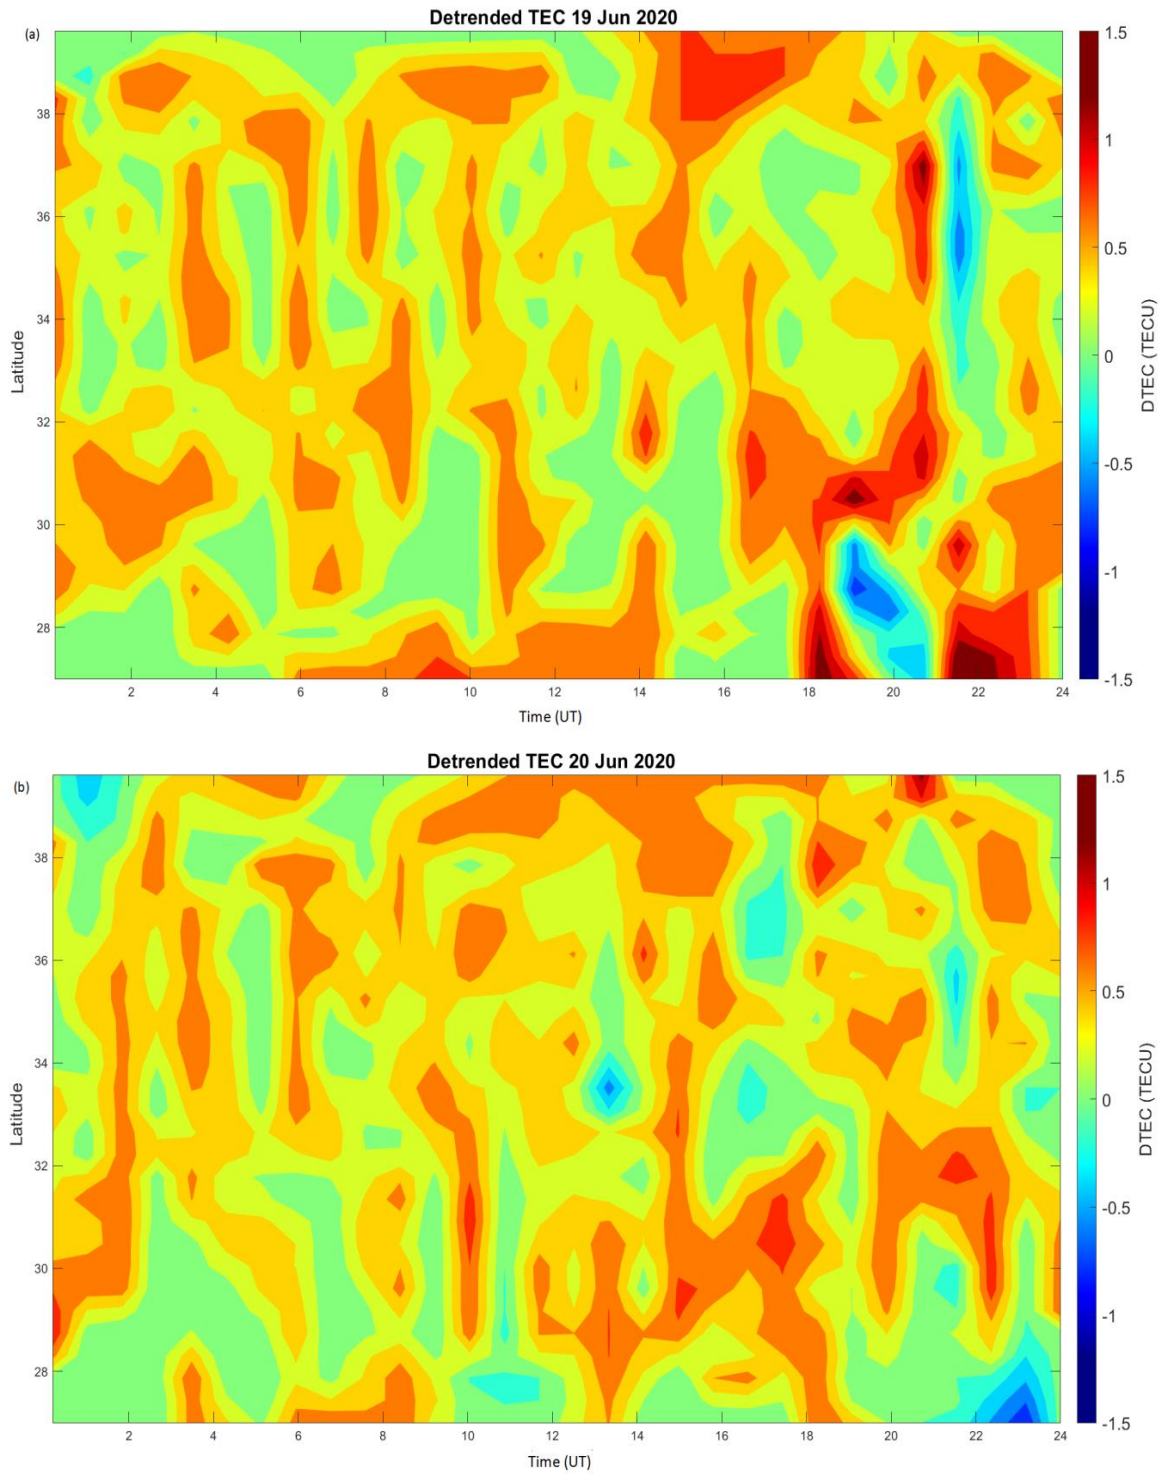 Detrended TEC 19 Jun 2020
(a)
1.5
1
0.5
0
-0.5
-1
-1.5
DTEC (TECU)
38
36
34
32
30
28
Latitude
2 4 6 8 10 12 14 16 18 20 22 24
Time (UT)
Detrended TEC 20 Jun 2020
(b)
1.5
1
0.5
0
-0.5
-1
-1.5
DTEC (TECU)
38
36
34
32
30
28
Latitude
2 4 6 8 10 12 14 16 18 20 22 24
Time (UT)